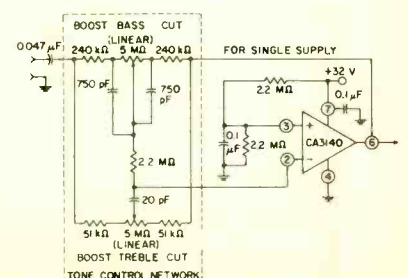 BOOST BASS CUT
(LINEAR)
0.047 μF 240 kΩ 5 MΩ 240 kΩ
FOR SINGLE SUPPLY
750 pF
750 pF
2.2 MΩ
+32 V
0.1 μF
7
3
+
CA3140
6
0.1 μF
2.2 MΩ
2
-
4
2.2 MΩ
20 pF
51 kΩ 5 MΩ 51 kΩ
(LINEAR)
BOOST TREBLE CUT
TONE CONTROL NETWORK